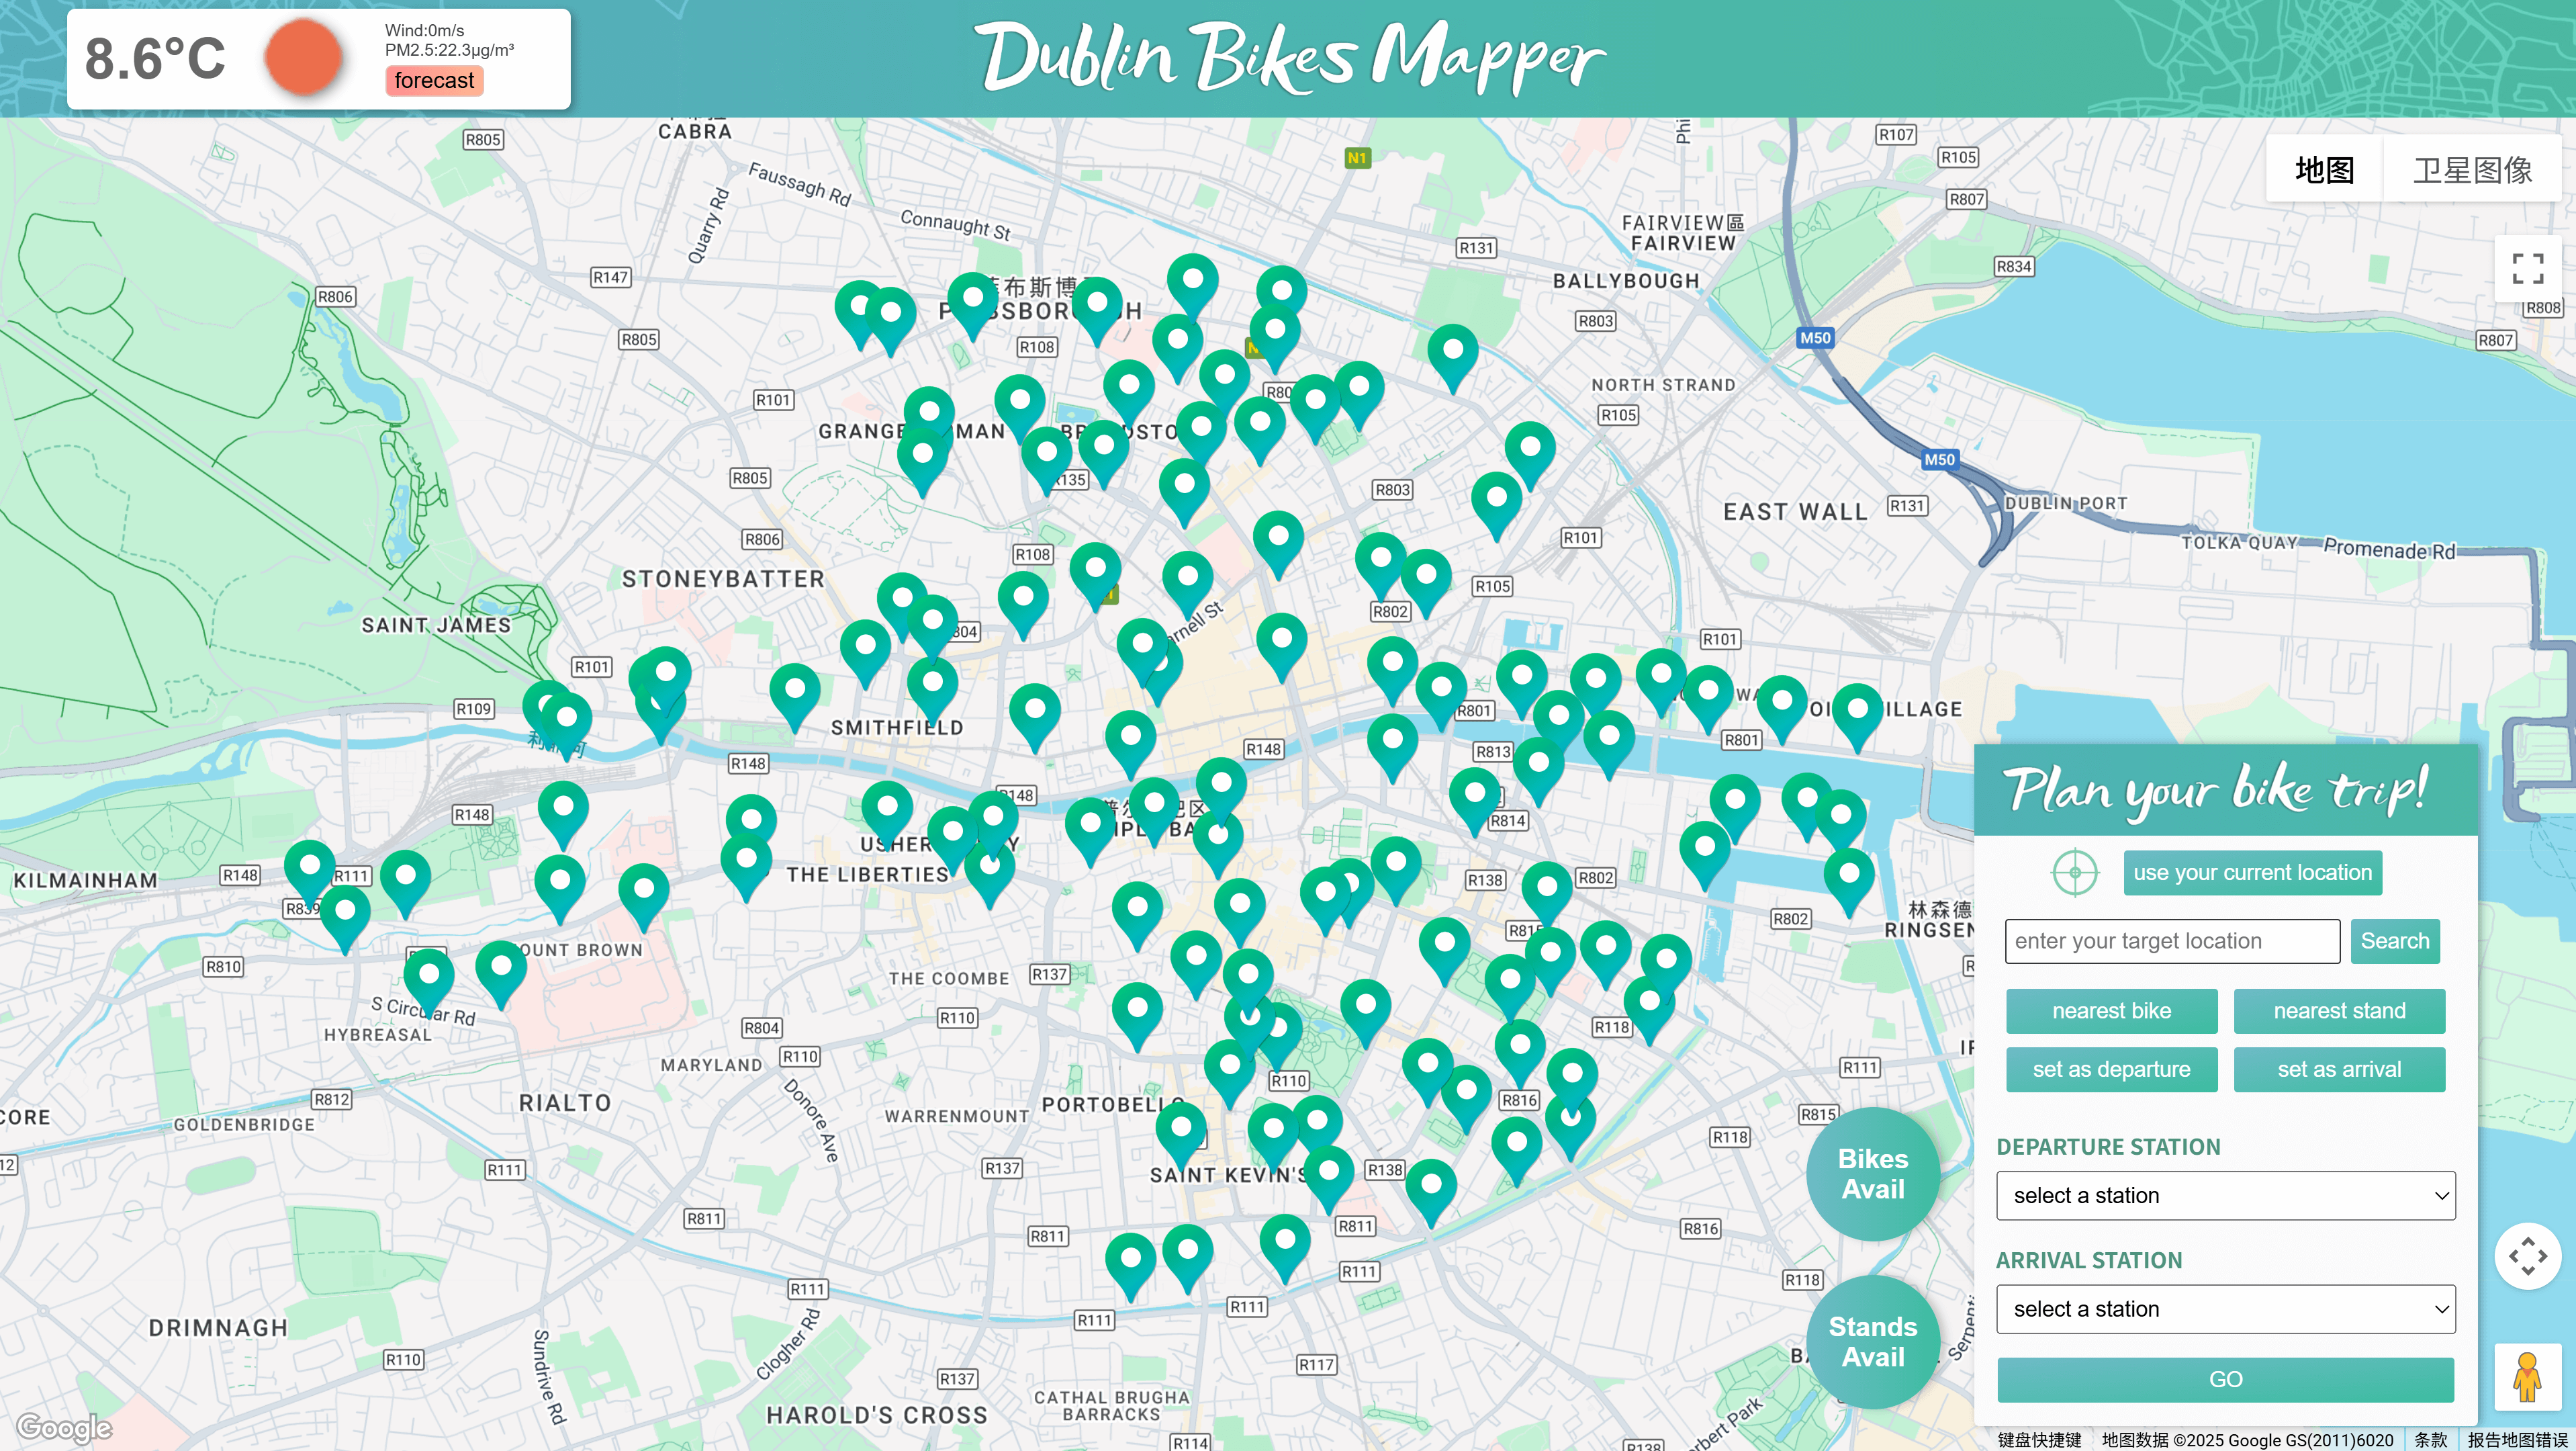 8.6°C
Wind:0m/s
PM2.5:22.3µg/m³
forecast
Dublin Bikes Mapper
CABRA
R805
Faussagh Rd
Quarry Rd
Connaught St
N1
R107
R105
R807
地图
卫星图像
FAIRVIEW區
FAIRVIEW
R131
BALLYBOUGH
R834
R147
R806
R808
R803
M50
R807
R805
R108
NORTH STRAND
R101
R105
M50
R135
R805
R803
EAST WALL
R131
DUBLIN PORT
R806
R101
TOLKA QUAY
Promenade Rd
R108
STONEYBATTER
R105
R802
SAINT JAMES
R101
R101
R109
SMITHFIELD
R801
R801
R148
R148
R813
R148
R148
R814
THE LIBERTIES
KILMAINHAM
R148
R111
R138
R802
R839
R802
林森德
RINGSEN
R810
THE COOMBE
R137
S Circular Rd
HYBREASAL
R804
R110
R118
MARYLAND
R110
R110
R111
R812
RIALTO
Donore Ave
WARRENMOUNT
PORTOBELLO
R816
R815
GOLDENBRIDGE
R118
R111
R137
SAINT KEVIN'S
R138
R811
R811
R811
R816
R111
R111
R118
R111
R111
DRIMNAGH
Sundrive Rd
Clogher Rd
R110
R117
R137
CATHAL BRUGHA
BARRACKS
HAROLD'S CROSS
R114
R138
Google
Bikes
Avail
Stands
Avail
Plan your bike trip!
use your current location
enter your target location
Search
nearest bike
nearest stand
set as departure
set as arrival
DEPARTURE STATION
select a station
ARRIVAL STATION
select a station
GO
键盘快捷键
地图数据 ©2025 Google GS(2011)6020
条款
报告地图错误